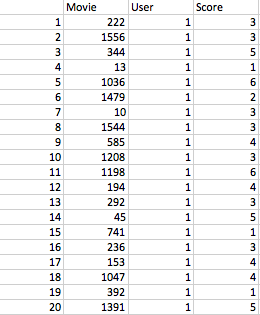 Movie User Score
1 222 1 3
2 1556 1 3
3 344 1 5
4 13 1 1
5 1036 1 6
6 1479 1 2
7 10 1 3
8 1544 1 3
9 585 1 4
10 1208 1 3
11 1198 1 6
12 194 1 4
13 292 1 3
14 45 1 5
15 741 1 1
16 236 1 3
17 153 1 4
18 1047 1 4
19 392 1 1
20 1391 1 5